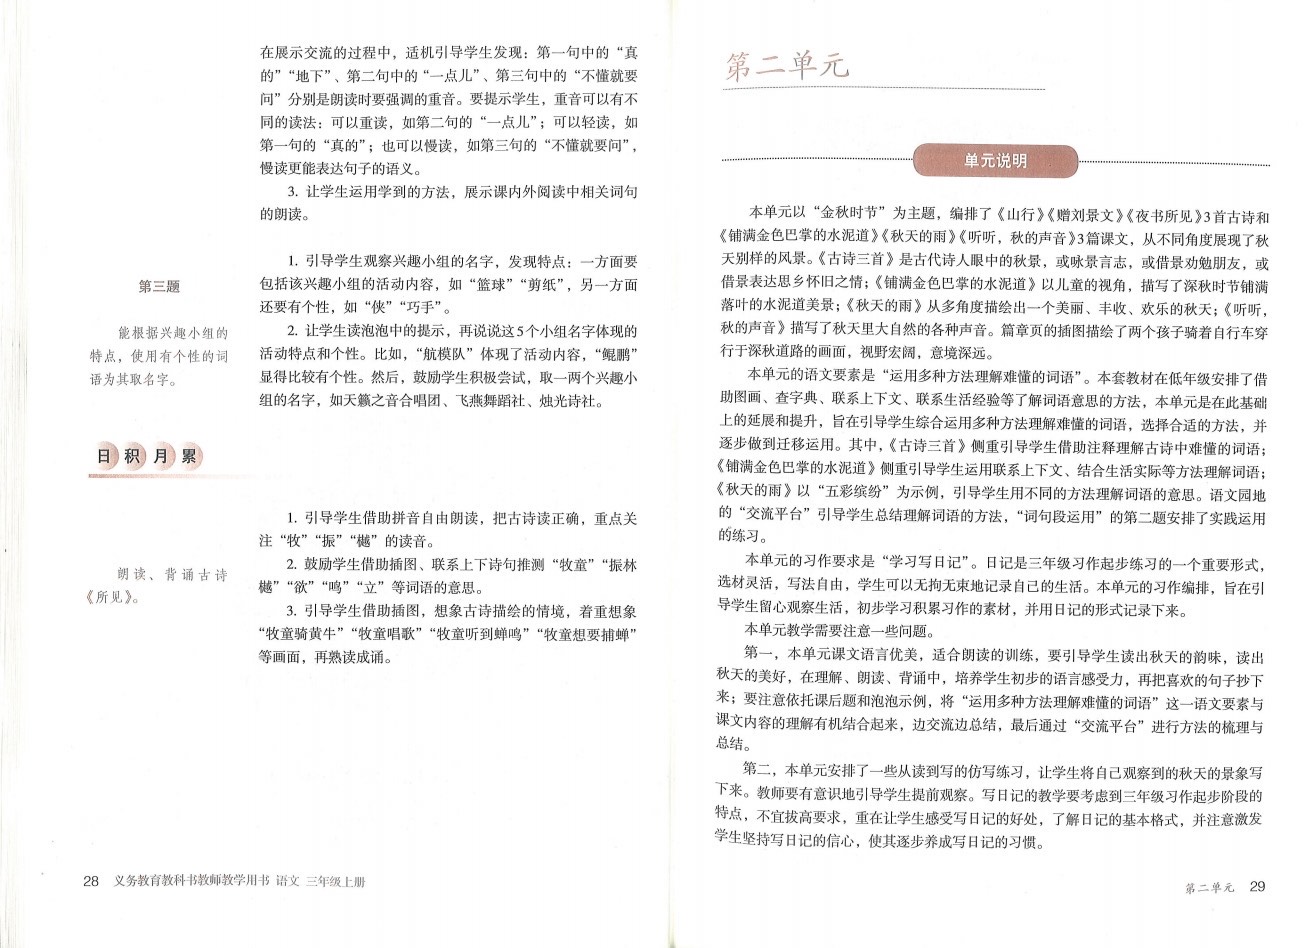 在展示交流的过程中，适机引导学生发现：第一句中的“真
的”“地下”、第二句中的“一点儿”、第三句中的“不懂就要
问”分别是朗读时要强调的重音。要提示学生，重音可以有不
同的读法：可以重读，如第二句的“一点儿”；可以轻读，如
第一句的“真的”；也可以慢读，如第三句的“不懂就要问”，
慢读更能表达句子的语义。
3. 让学生运用学到的方法，展示课内外阅读中相关词句
的朗读。
第三题
能根据兴趣小组的
特点，使用有个性的词
语为其取名字。
1. 引导学生观察兴趣小组的名字，发现特点：一方面要
包括该兴趣小组的活动内容，如“篮球”“剪纸”，另一方面
还要有个性，如“侠”“巧手”。
2. 让学生读泡泡中的提示，再说说这5个小组名字体现的
活动特点和个性。比如，“航模队”体现了活动内容，“鲲鹏”
显得比较有个性。然后，鼓励学生积极尝试，取一两个兴趣小
组的名字，如天籁之音合唱团、飞燕舞蹈社、烛光诗社。
日积月累
朗读、背诵古诗
《所见》。
1. 引导学生借助拼音自由朗读，把古诗读正确，重点关
注“牧”“振”“樾”的读音。
2. 鼓励学生借助插图、联系上下诗句推测“牧童”“振林
樾”“欲”“鸣”“立”等词语的意思。
3. 引导学生借助插图，想象古诗描绘的情境，着重想象
“牧童骑黄牛”“牧童唱歌”“牧童听到蝉鸣”“牧童想要捕蝉”
等画面，再熟读成诵。
28 义务教育教科书教师教学用书 语文 三年级上册
第二单元
单元说明
本单元以“金秋时节”为主题，编排了《山行》《赠刘景文》《夜书所见》3首古诗和
《铺满金色巴掌的水泥道》《秋天的雨》《听听，秋的声音》3篇课文，从不同角度展现了秋
天别样的风景。《古诗三首》是古代诗人眼中的秋景，或咏景言志，或借景劝勉朋友，或
借景表达思乡怀旧之情；《铺满金色巴掌的水泥道》以儿童的视角，描写了深秋时节铺满
落叶的水泥道美景；《秋天的雨》从多角度描绘出一个美丽、丰收、欢乐的秋天；《听听，
秋的声音》描写了秋天里大自然的各种声音。篇章页的插图描绘了两个孩子骑着自行车穿
行于深秋道路的画面，视野宏阔，意境深远。
本单元的语文要素是“运用多种方法理解难懂的词语”。本套教材在低年级安排了借
助图画、查字典、联系上下文、联系生活经验等了解词语意思的方法，本单元是在此基础
上的延展和提升，旨在引导学生综合运用多种方法理解难懂的词语，选择合适的方法，并
逐步做到迁移运用。其中，《古诗三首》侧重引导学生借助注释理解古诗中难懂的词语；
《铺满金色巴掌的水泥道》侧重引导学生运用联系上下文、结合生活实际等方法理解词语；
《秋天的雨》以“五彩缤纷”为示例，引导学生用不同的方法理解词语的意思。语文园地
的“交流平台”引导学生总结理解词语的方法，“词句段运用”的第二题安排了实践运用
的练习。
本单元的习作要求是“学习写日记”。日记是三年级习作起步练习的一个重要形式，
选材灵活，写法自由，学生可以无拘无束地记录自己的生活。本单元的习作编排，旨在引
导学生留心观察生活，初步学习积累习作的素材，并用日记的形式记录下来。
本单元教学需要注意一些问题。
第一，本单元课文语言优美，适合朗读的训练，要引导学生读出秋天的韵味，读出
秋天的美好，在理解、朗读、背诵中，培养学生初步的语言感受力，再把喜欢的句子抄下
来；要注意依托课后题和泡泡示例，将“运用多种方法理解难懂的词语”这一语文要素与
课文内容的理解有机结合起来，边交流边总结，最后通过“交流平台”进行方法的梳理与
总结。
第二，本单元安排了一些从读到写的仿写练习，让学生将自己观察到的秋天的景象写
下来。教师要有意识地引导学生提前观察。写日记的教学要考虑到三年级习作起步阶段的
特点，不宜拔高要求，重在让学生感受写日记的好处，了解日记的基本格式，并注意激发
学生坚持写日记的信心，使其逐步养成写日记的习惯。
第二单元 29